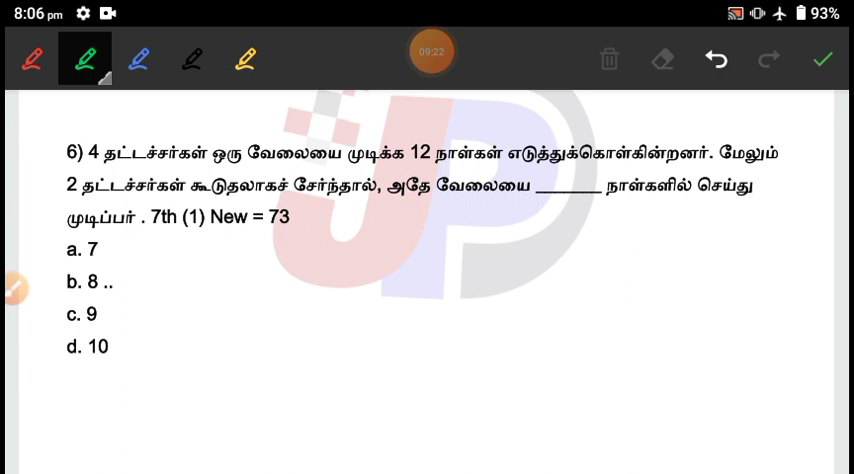 8:06 pm 93%
09:22
6) 4 தட்டச்சர்கள் ஒரு வேலையை முடிக்க 12 நாள்கள் எடுத்துக்கொள்கின்றனர். மேலும்
2 தட்டச்சர்கள் கூடுதலாகச் சேர்ந்தால், அதே வேலையை _______ நாள்களில் செய்து
முடிப்பர் . 7th (1) New = 73
a. 7
b. 8 ..
c. 9
d. 10
JP